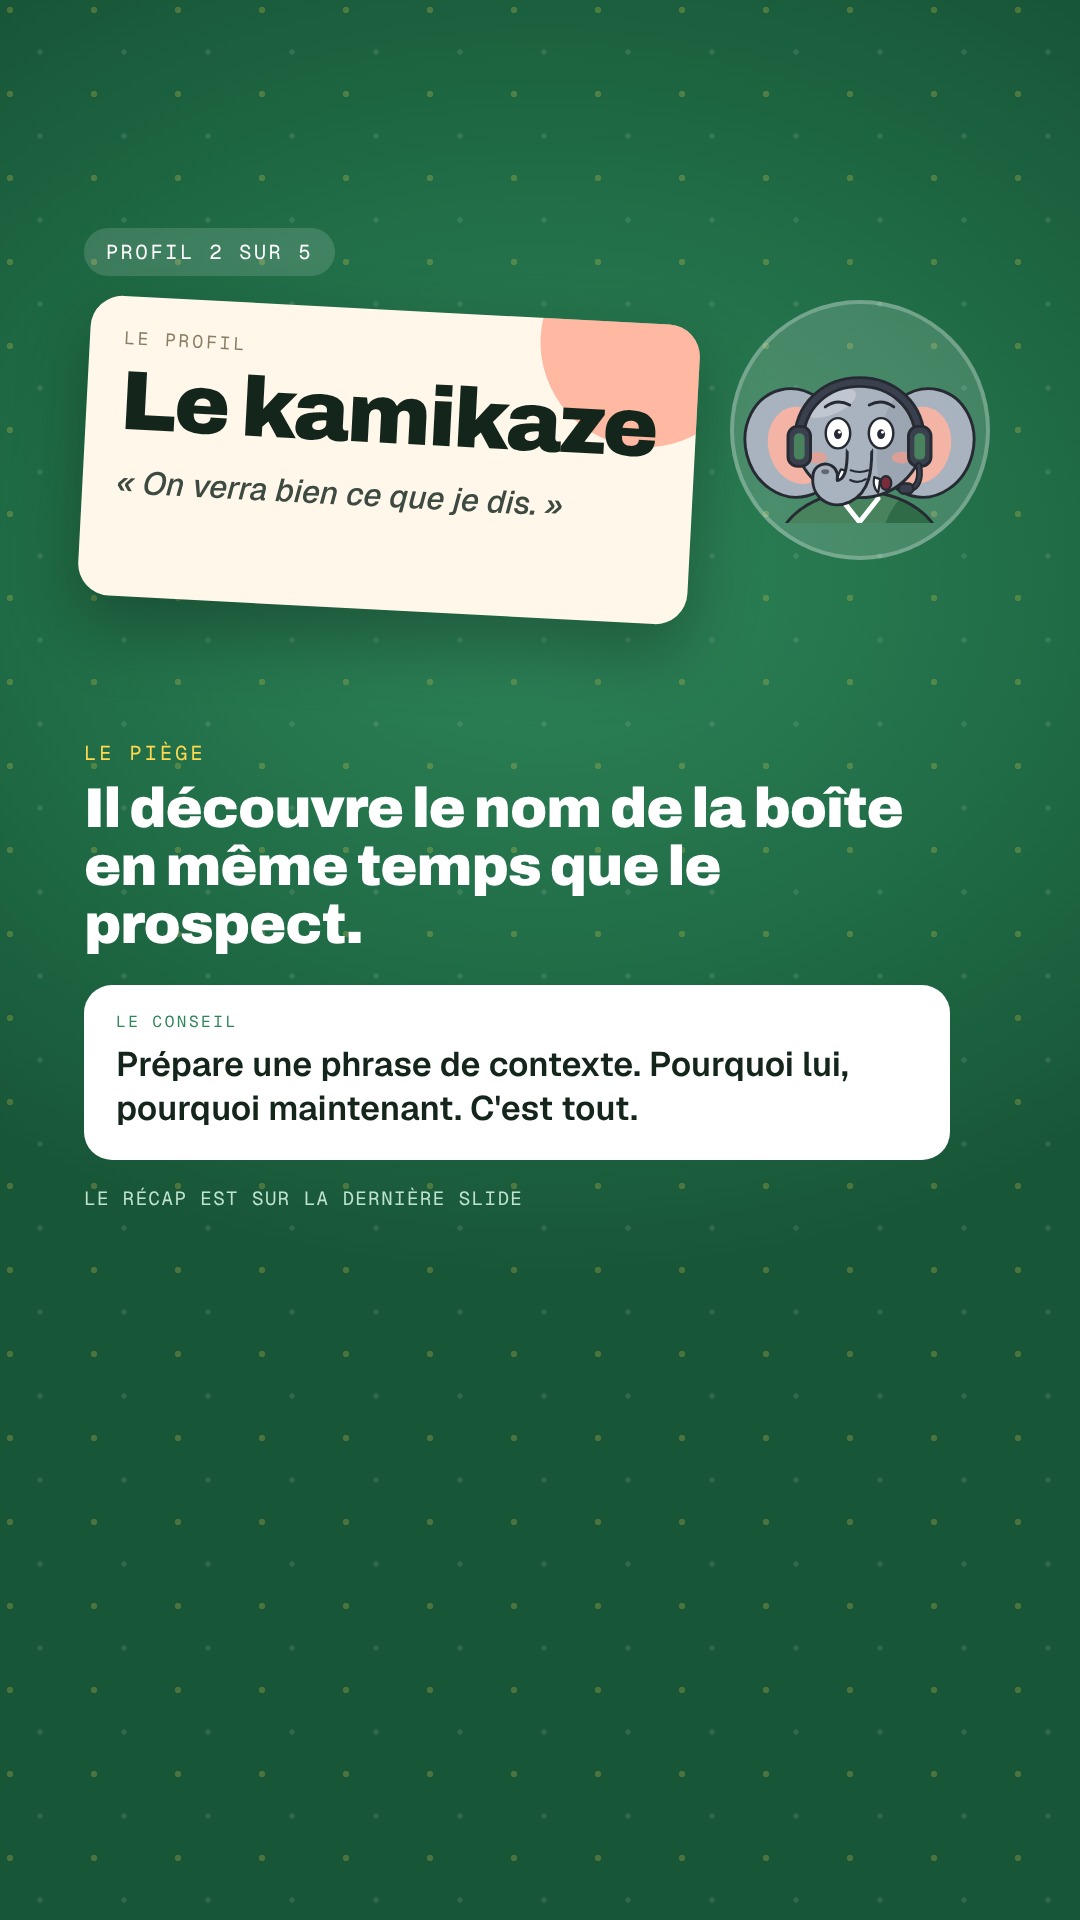 PROFIL 2 SUR 5
LE PROFIL
Le kamikaze
« On verra bien ce que je dis. »
LE PIÈGE
Il découvre le nom de la boîte
en même temps que le
prospect.
LE CONSEIL
Prépare une phrase de contexte. Pourquoi lui,
pourquoi maintenant. C'est tout.
LE RÉCAP EST SUR LA DERNIÈRE SLIDE